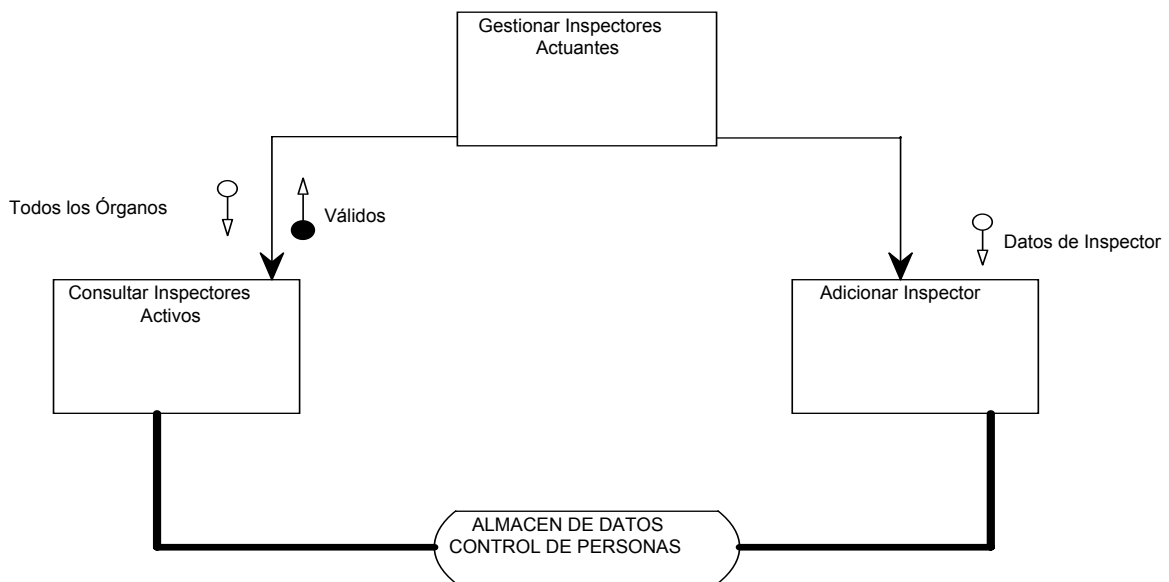 Gestionar Inspectores
Actuantes
Todos los Órganos
Válidos
Datos de Inspector
Consultar Inspectores
Activos
Adicionar Inspector
ALMACEN DE DATOS
CONTROL DE PERSONAS